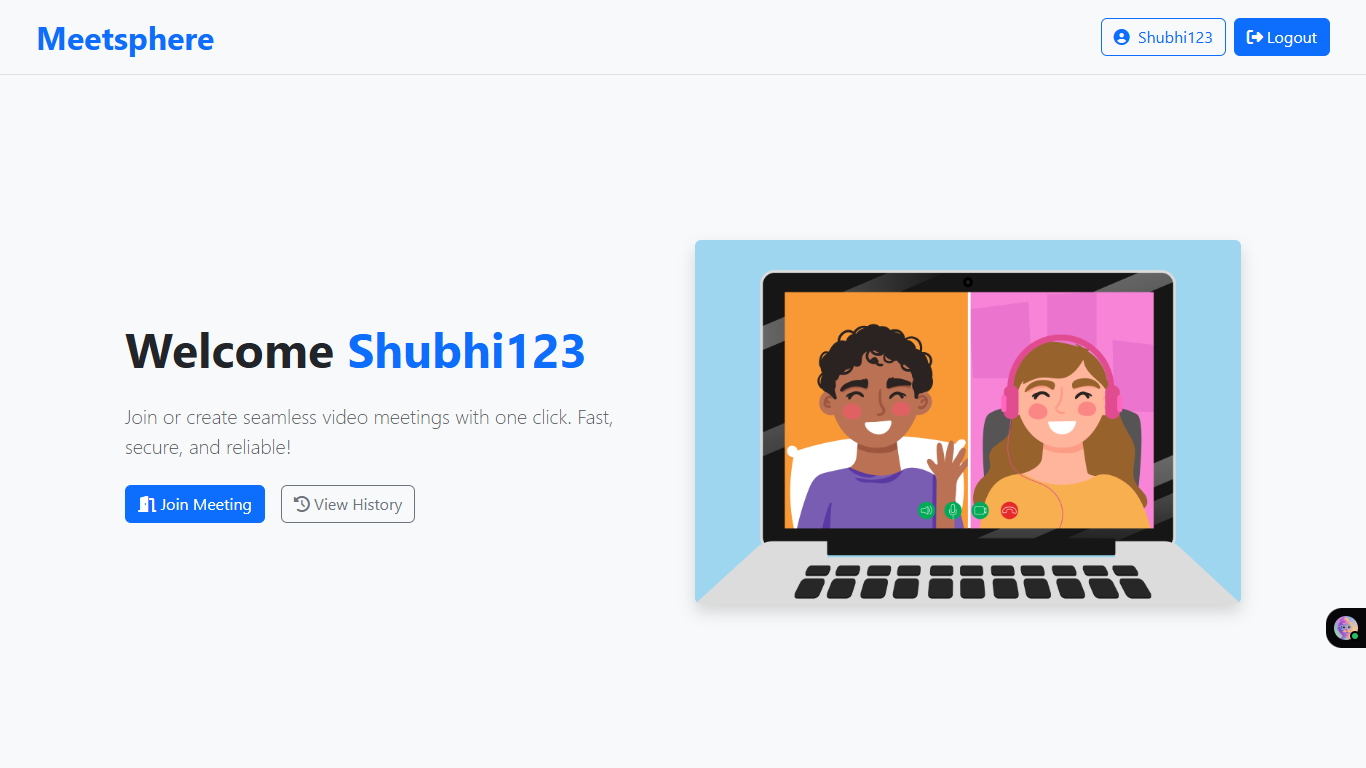 Meetsphere
Shubhi123
Logout
Welcome Shubhi123
Join or create seamless video meetings with one click. Fast,
secure, and reliable!
Join Meeting
View History